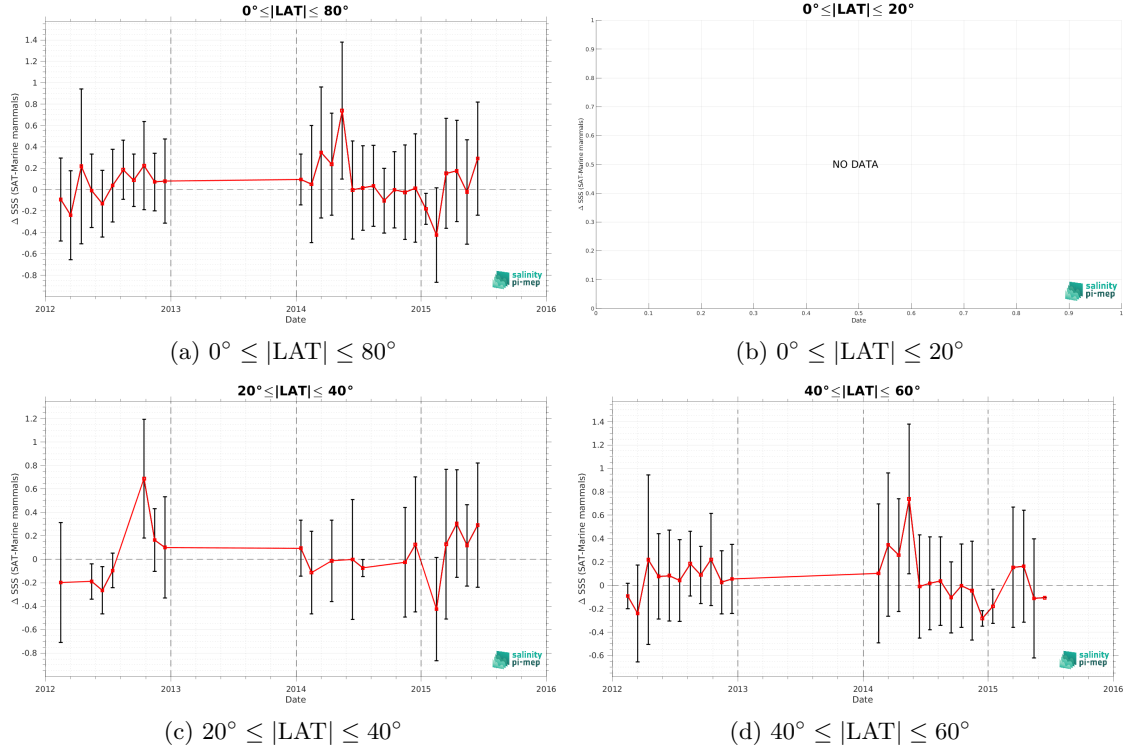 0°≤|LAT|≤ 80°
Δ SSS (SAT-Marine mammals)
1.4
1.2
1
0.8
0.6
0.4
0.2
0
-0.2
-0.4
-0.6
-0.8
2012 2013 2014 2015 2016
Date
salinity
pi-mep
(a) 0° ≤ |LAT| ≤ 80°
0°≤|LAT|≤ 20°
Δ SSS (SAT-Marine mammals)
1
0.9
0.8
0.7
0.6
0.5
0.4
0.3
0.2
0.1
0
NO DATA
0 0.1 0.2 0.3 0.4 0.5 0.6 0.7 0.8 0.9 1
Date
salinity
pi-mep
(b) 0° ≤ |LAT| ≤ 20°
20°≤|LAT|≤ 40°
Δ SSS (SAT-Marine mammals)
1.2
1
0.8
0.6
0.4
0.2
0
-0.2
-0.4
-0.6
-0.8
2012 2013 2014 2015 2016
Date
salinity
pi-mep
(c) 20° ≤ |LAT| ≤ 40°
40°≤|LAT|≤ 60°
Δ SSS (SAT-Marine mammals)
1.4
1.2
1
0.8
0.6
0.4
0.2
0
-0.2
-0.4
-0.6
2012 2013 2014 2015 2016
Date
salinity
pi-mep
(d) 40° ≤ |LAT| ≤ 60°